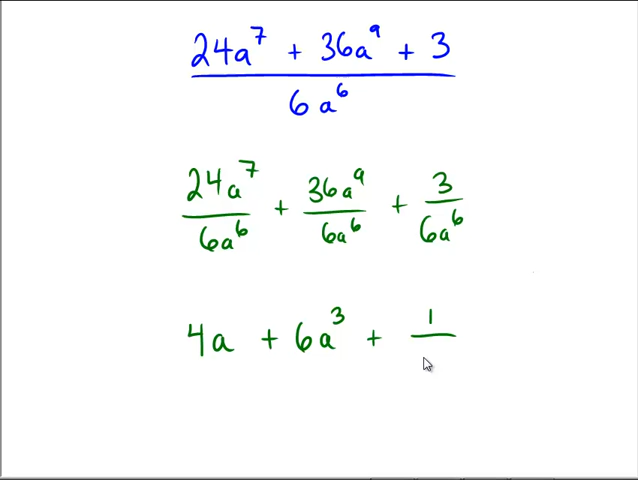 24a⁷ + 36a⁹ + 3
6a⁶
24a⁷ + 36a⁹ + 3
6a⁶ 6a⁶ 6a⁶
4a + 6a³ + 1